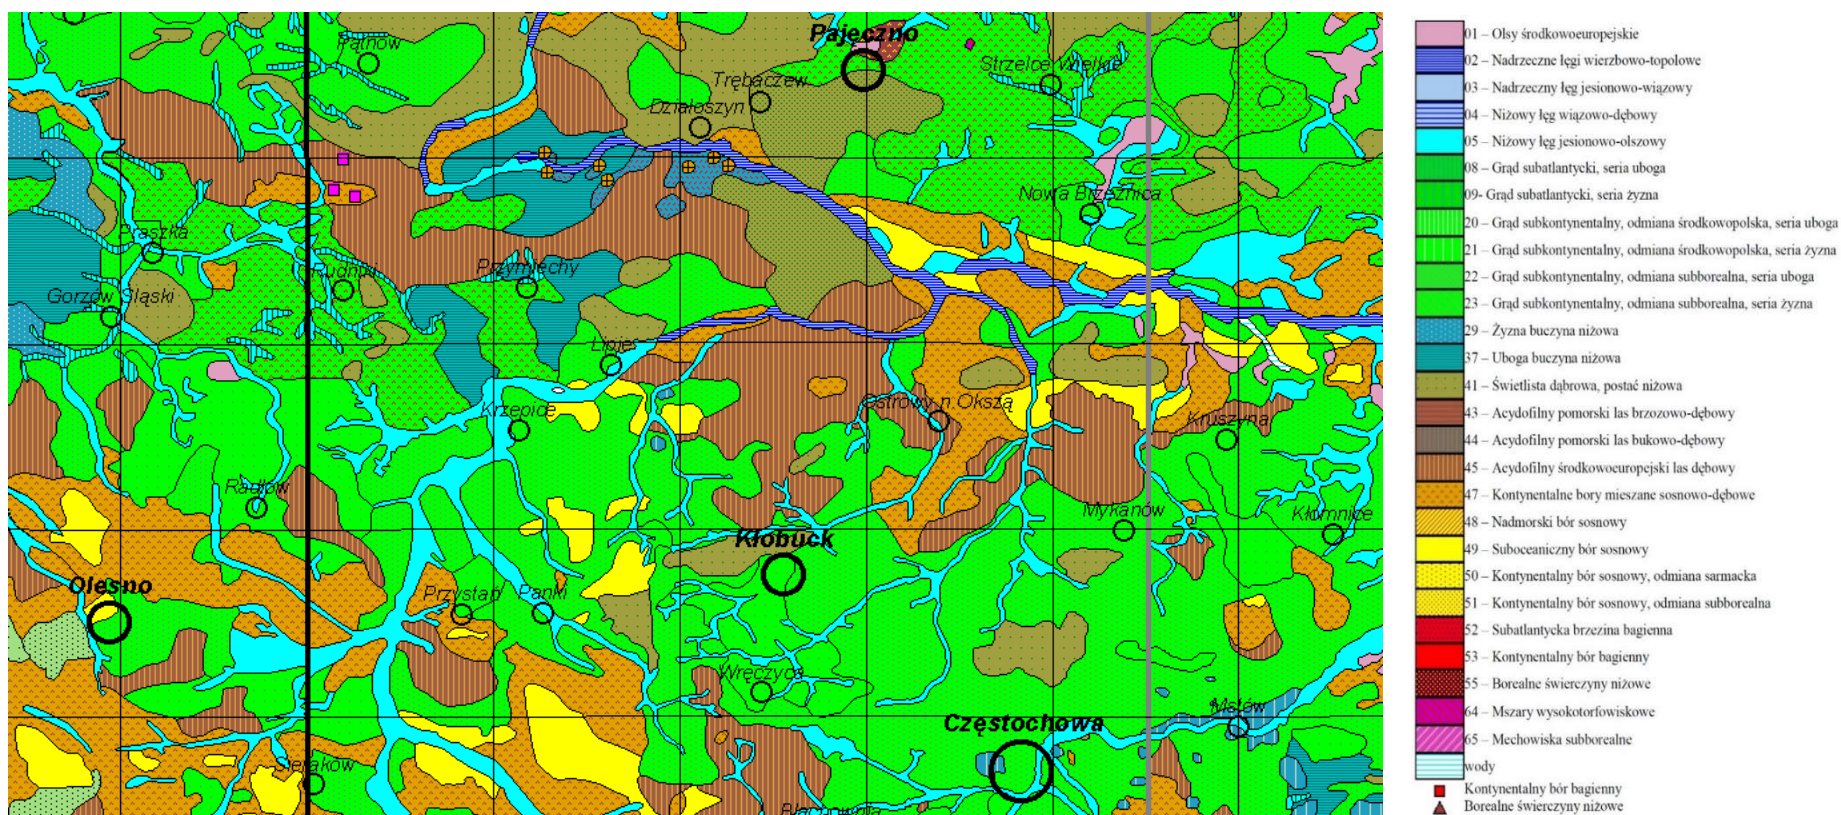 Pątnów
Pajęczno
Strzelce Wielkie
Trębaczew
Działoszyn
Nowa Brzeźnica
Praszka
Rudniki
Przymiechy
Gorzów Śląski
Lipie
Krzepice
Ostrowy n. Okszą
Kruszyna
Radłów
Mykanów
Kłomnice
Kłobuck
Olesno
Przystajń
Panki
Wręczyca
Mstów
Częstochowa
Sieraków
Blachownia
01 – Olsy środkowoeuropejskie
02 – Nadrzeczne łęgi wierzbowo-topolowe
03 – Nadrzeczny łęg jesionowo-wiązowy
04 – Niżowy łęg wiązowo-dębowy
05 – Niżowy łęg jesionowo-olszowy
08 – Grąd subatlantycki, seria uboga
09- Grąd subatlantycki, seria żyzna
20 – Grąd subkontynentalny, odmiana środkowopolska, seria uboga
21 – Grąd subkontynentalny, odmiana środkowopolska, seria żyzna
22 – Grąd subkontynentalny, odmiana subborealna, seria uboga
23 – Grąd subkontynentalny, odmiana subborealna, seria żyzna
29 – Żyzna buczyna niżowa
37 – Uboga buczyna niżowa
41 – Świetlista dąbrowa, postać niżowa
43 – Acydofilny pomorski las brzozowo-dębowy
44 – Acydofilny pomorski las bukowo-dębowy
45 – Acydofilny środkowoeuropejski las dębowy
47 – Kontynentalne bory mieszane sosnowo-dębowe
48 – Nadmorski bór sosnowy
49 – Suboceaniczny bór sosnowy
50 – Kontynentalny bór sosnowy, odmiana sarmacka
51 – Kontynentalny bór sosnowy, odmiana subborealna
52 – Subatlantycka brzezina bagienna
53 – Kontynentalny bór bagienny
55 – Borealne świerczyny niżowe
64 – Mszary wysokotorfowiskowe
65 – Mechowiska subborealne
wody
Kontynentalny bór bagienny
Borealne świerczyny niżowe